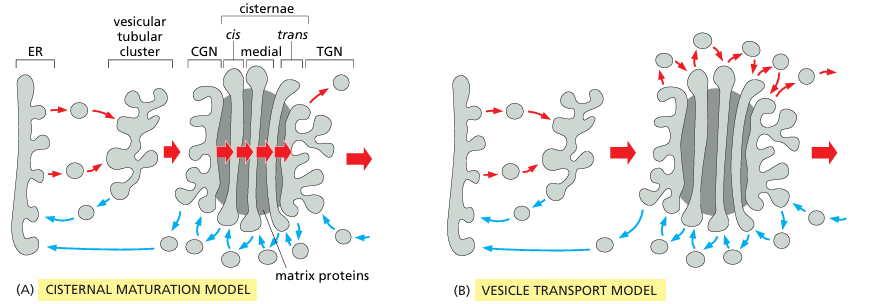 cisternae
vesicular
tubular
cluster
ER
CGN
cis
medial
trans
TGN
matrix proteins
(A) CISTERNAL MATURATION MODEL
(B) VESICLE TRANSPORT MODEL